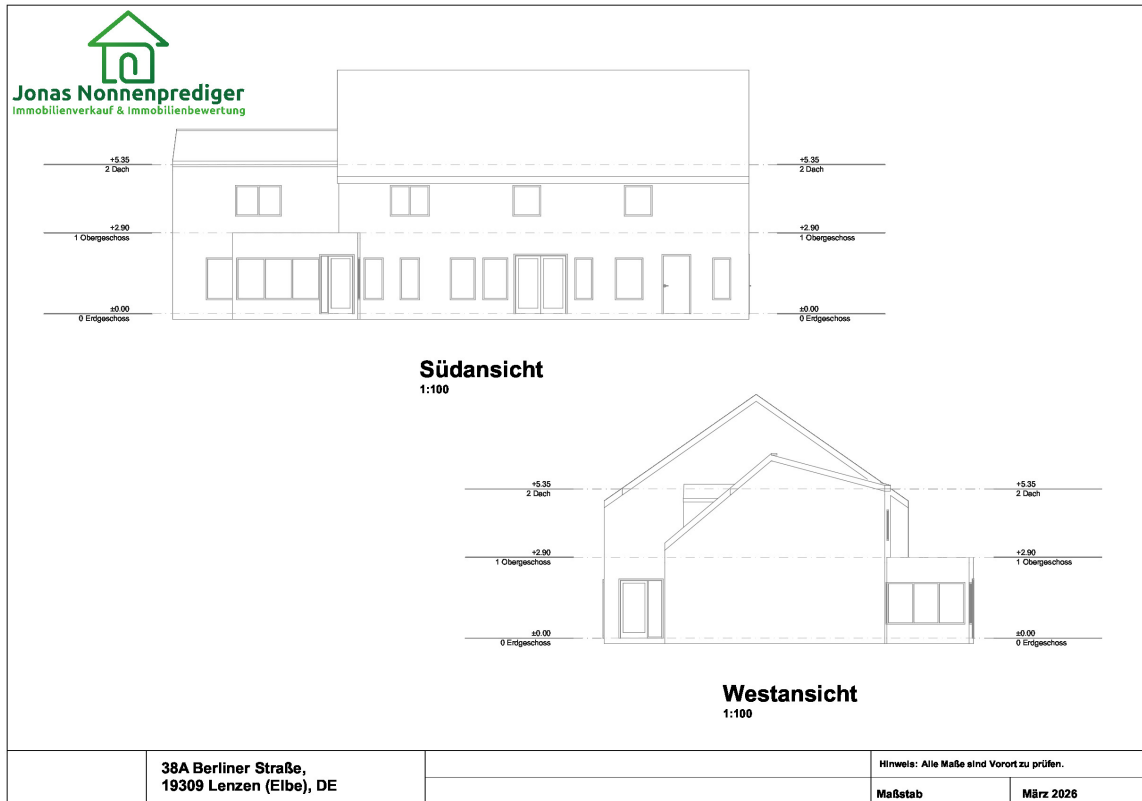 Jonas Nonnenprediger
Immobilienverkauf & Immobilienbewertung
+5.35
2 Dach
+5.35
2 Dach
+2.90
1 Obergeschoss
+2.90
1 Obergeschoss
±0.00
0 Erdgeschoss
±0.00
0 Erdgeschoss
Südansicht
1:100
+5.35
2 Dach
+5.35
2 Dach
+2.90
1 Obergeschoss
+2.90
1 Obergeschoss
±0.00
0 Erdgeschoss
±0.00
0 Erdgeschoss
Westansicht
1:100
38A Berliner Straße,
19309 Lenzen (Elbe), DE
Hinweis: Alle Maße sind Vorort zu prüfen.
Maßstab
März 2026